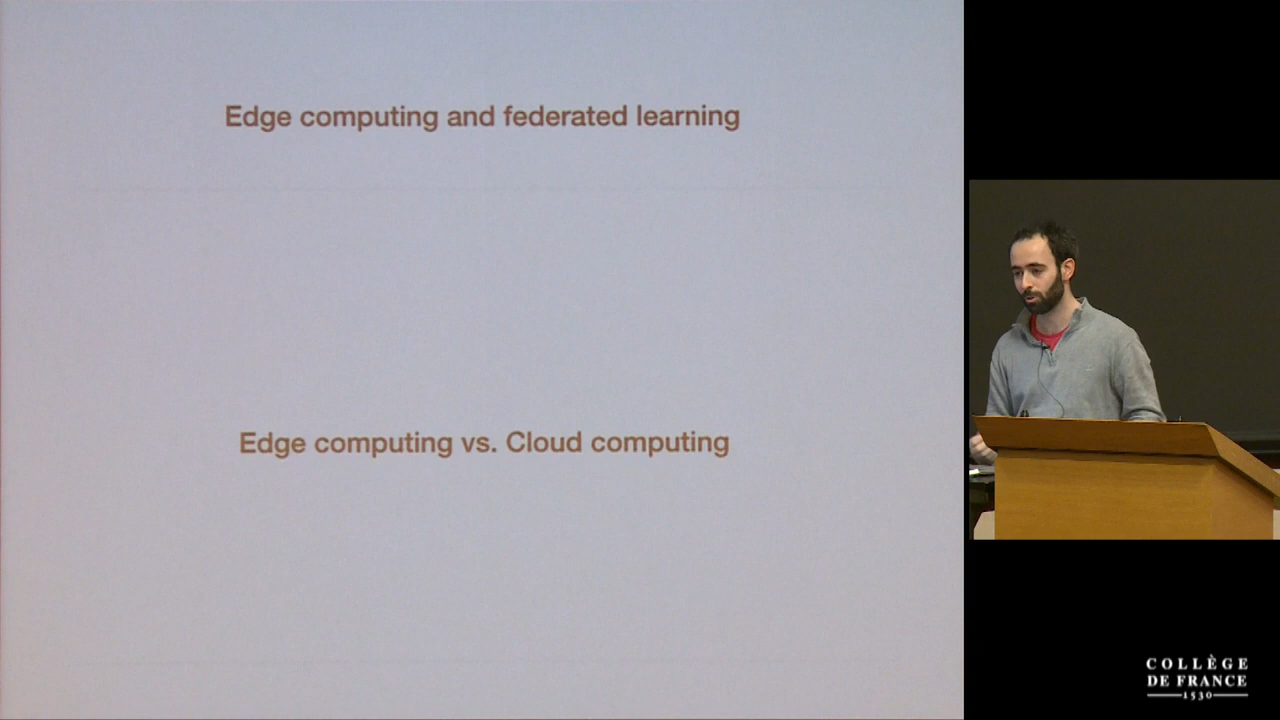 Edge computing and federated learning
Edge computing vs. Cloud computing
COLLÈGE
DE FRANCE
1530